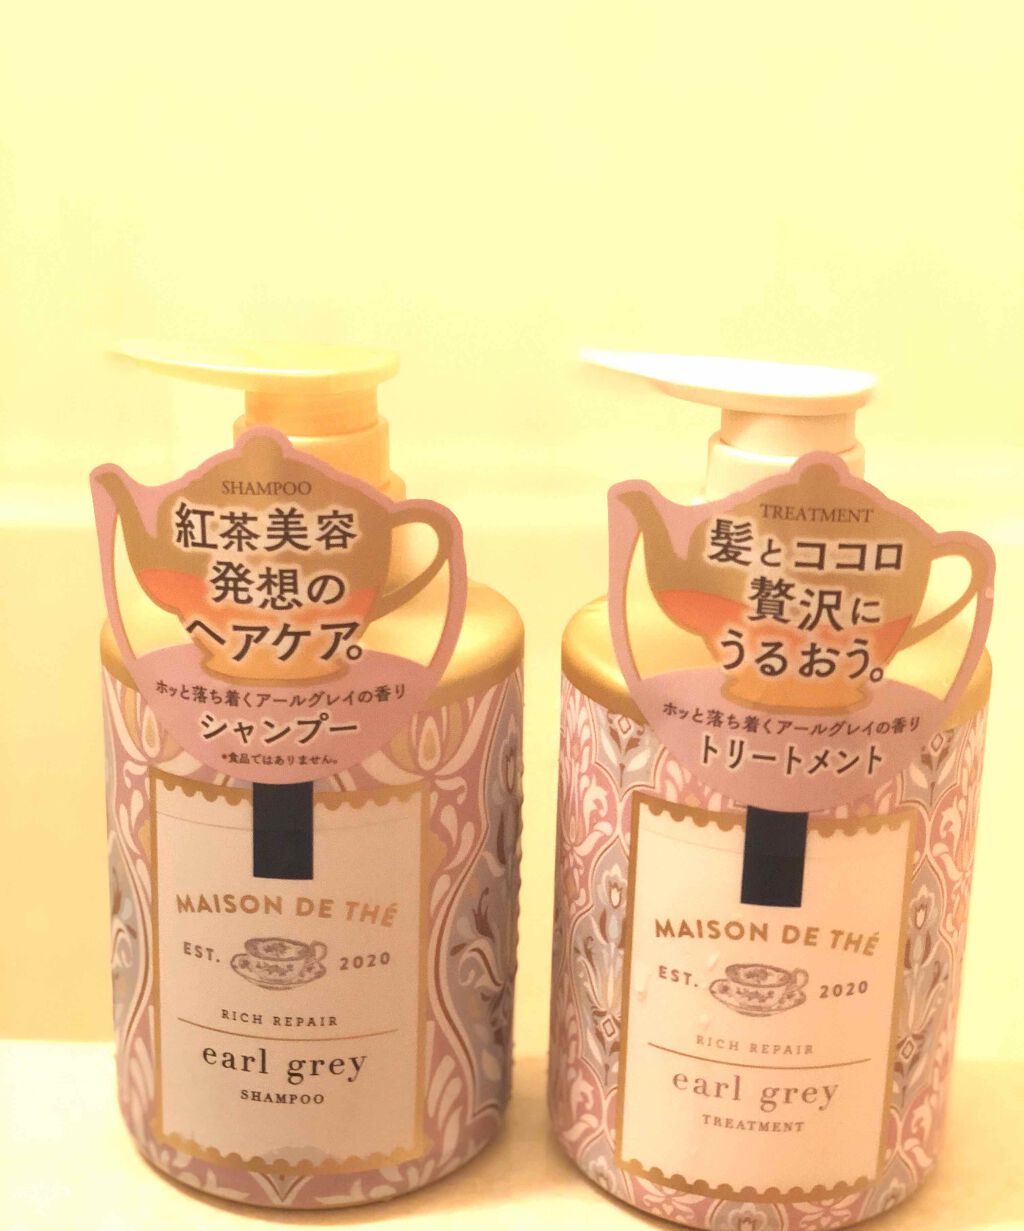 SHAMPOO
紅茶美容
発想の
ヘアケア。
ホッと落ち着くアールグレイの香り
シャンプー
*食品ではありません。
MAISON DE THÉ
EST. 2020
RICH REPAIR
earl grey
SHAMPOO
TREATMENT
髪とココロ
贅沢に
うるおう。
ホッと落ち着くアールグレイの香り
トリートメント
MAISON DE THÉ
EST. 2020
RICH REPAIR
earl grey
TREATMENT